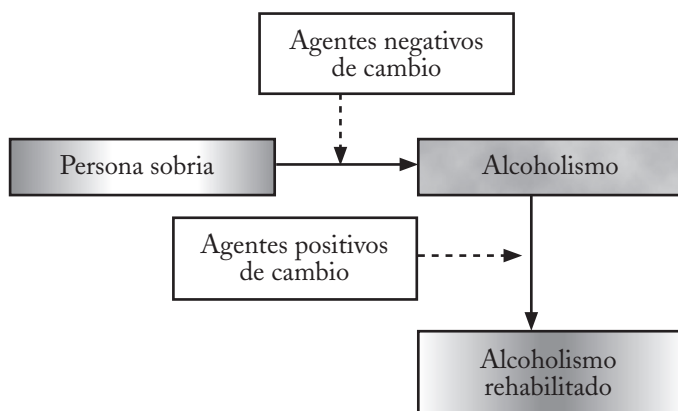 Agentes negativos
de cambio
Persona sobria
Alcoholismo
Agentes positivos
de cambio
Alcoholismo
rehabilitado